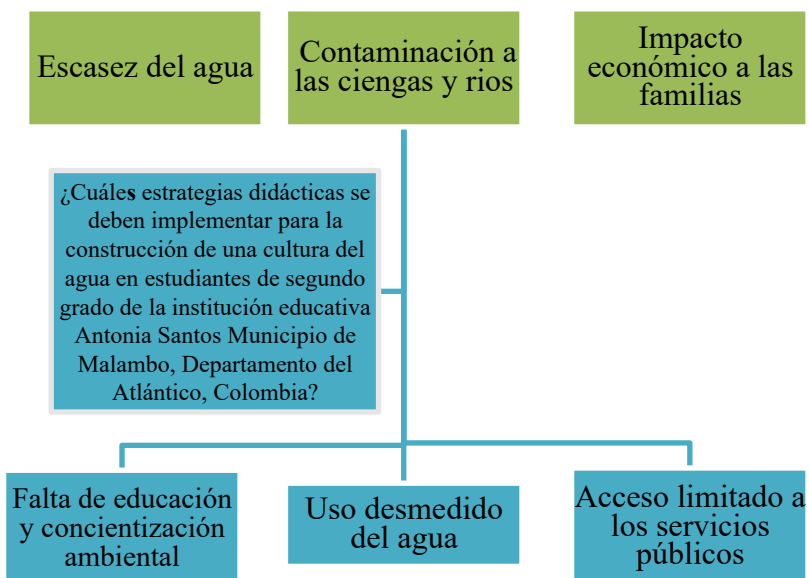 Escasez del agua
Contaminación a
las ciengas y rios
Impacto
económico a las
familias
¿Cuáles estrategias didácticas se
deben implementar para la
construcción de una cultura del
agua en estudiantes de segundo
grado de la institución educativa
Antonia Santos Municipio de
Malambo, Departamento del
Atlántico, Colombia?
Falta de educación
y concientización
ambiental
Uso desmedido
del agua
Acceso limitado a
los servicios
públicos